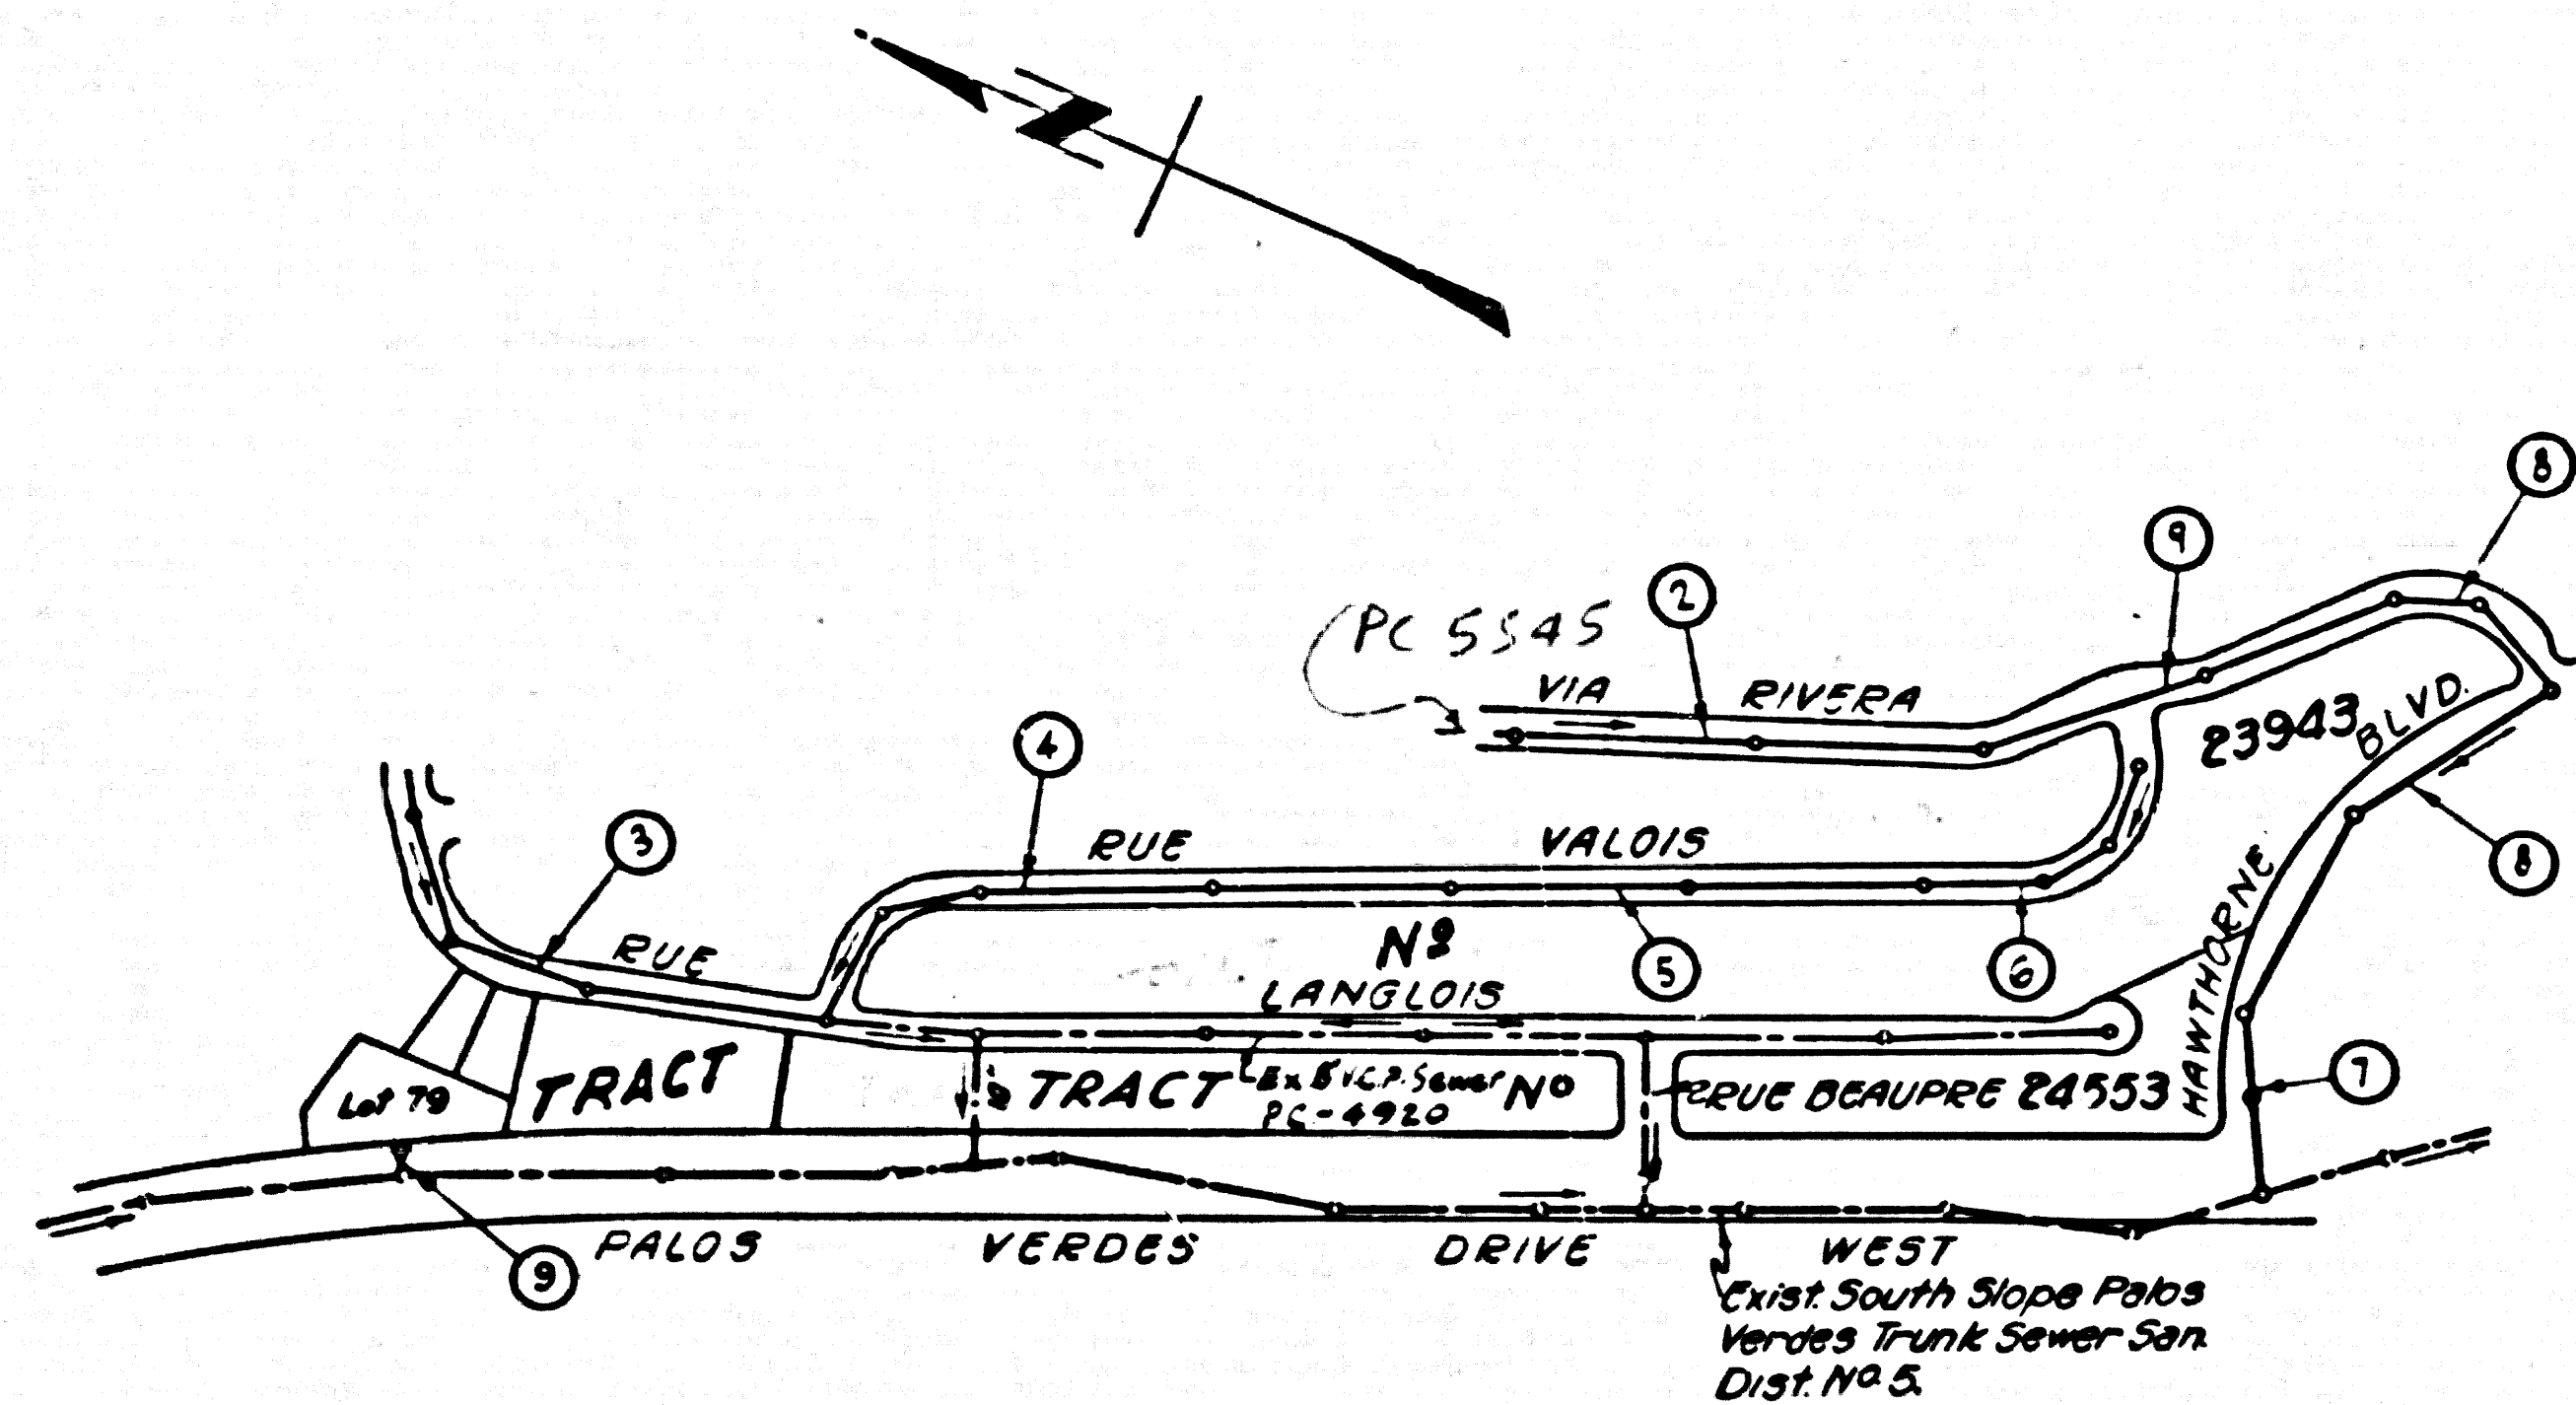 N
8
9
2
PC 5545
VIA RIVERA
4
23943
BLVD.
3
RUE VALOIS
8
HAWTHORNE
RUE
Nº
5
6
LANGLOIS
7
Lot 79
TRACT
TRACT Nº
Ex 8" V.C.P. Sewer
PC-4920
RUE BEAUPRE 24553
9
PALOS VERDES DRIVE WEST
Exist. South Slope Palos
Verdes Trunk Sewer San.
Dist. Nº 5.